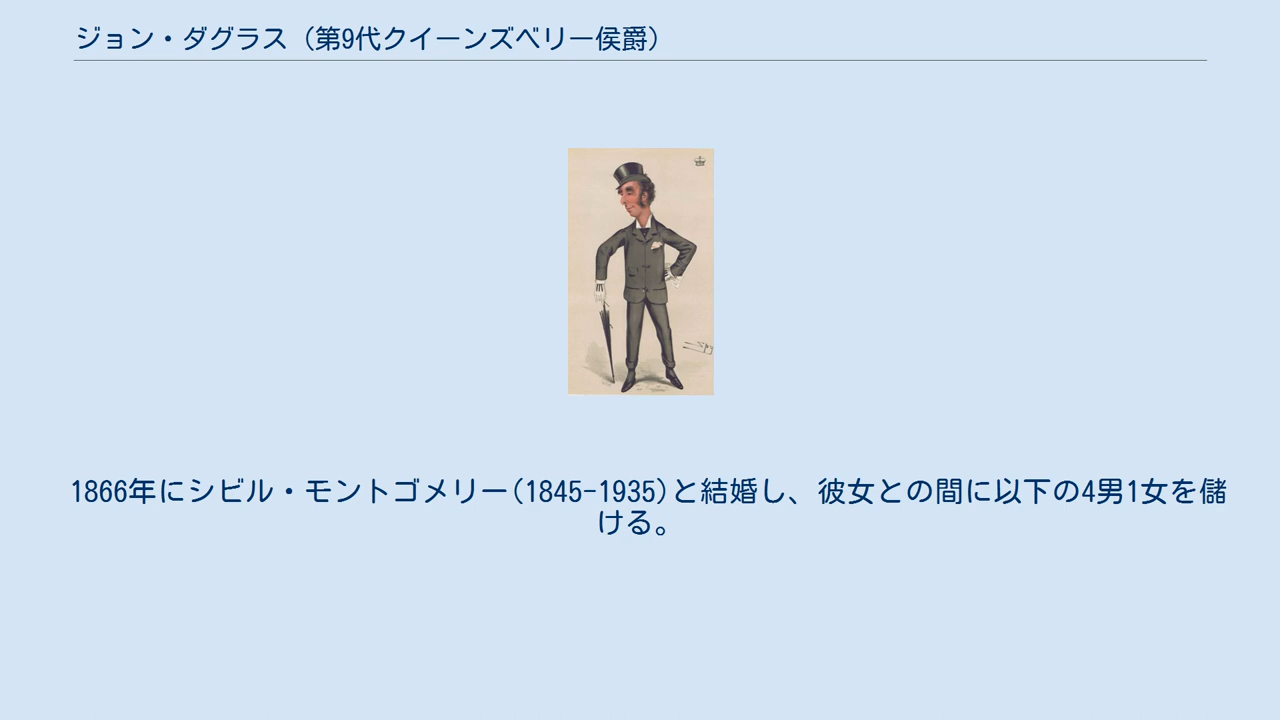 ジョン・ダグラス（第9代クイーンズベリー侯爵）
Spy
1866年にシビル・モントゴメリー(1845-1935)と結婚し、彼女との間に以下の4男1女を儲
ける。